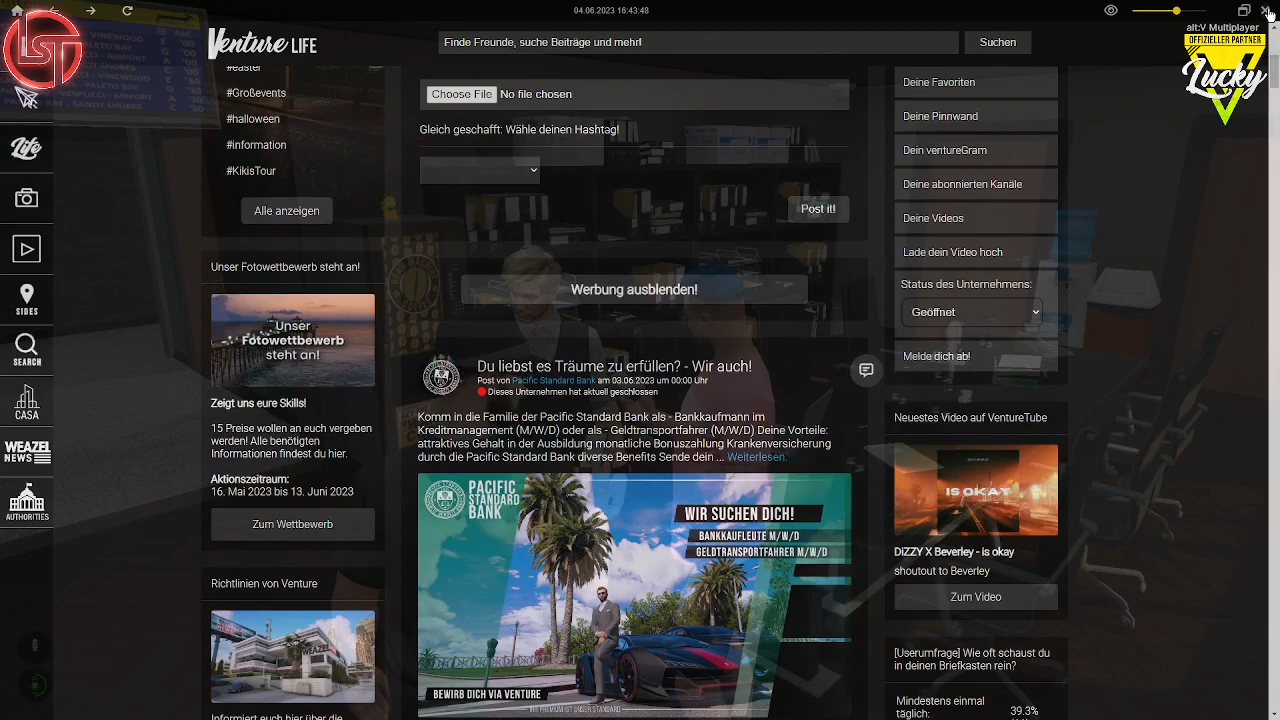 04.06.2023 16:43:48
alt:V Multiplayer
OFFIZIELLER PARTNER
Lucky
V
LST
Venture LIFE
Finde Freunde, suche Beiträge und mehr!
Suchen
Life
SIDES
SEARCH
CASA
WEAZEL
NEWS
AUTHORITIES
#easter
#Großevents
#halloween
#information
#KikisTour
Alle anzeigen
Unser Fotowettbewerb steht an!
Unser
Fotowettbewerb
steht an!
Zeigt uns eure Skills!
15 Preise wollen an euch vergeben
werden! Alle benötigten
Informationen findest du hier.
Aktionszeitraum:
16. Mai 2023 bis 13. Juni 2023
Zum Wettbewerb
Richtlinien von Venture
WEAZEL
Informiert euch hier über die
Choose File No file chosen
Gleich geschafft: Wähle deinen Hashtag!
Post it!
Werbung ausblenden!
Du liebst es Träume zu erfüllen? - Wir auch!
Post von Pacific Standard Bank am 03.06.2023 um 00:00 Uhr
Dieses Unternehmen hat aktuell geschlossen
Komm in die Familie der Pacific Standard Bank als - Bankkaufmann im
Kreditmanagement (M/W/D) oder als - Geldtransportfahrer (M/W/D) Deine Vorteile:
attraktives Gehalt in der Ausbildung monatliche Bonuszahlung Krankenversicherung
durch die Pacific Standard Bank diverse Benefits Sende dein ... Weiterlesen.
PACIFIC
STANDARD
BANK
WIR SUCHEN DICH!
BANKKAUFLEUTE M/W/D
GELDTRANSPORTFAHRER M/W/D
BEWIRB DICH VIA VENTURE
Deine Favoriten
Deine Pinnwand
Dein ventureGram
Deine abonnierten Kanäle
Deine Videos
Lade dein Video hoch
Status des Unternehmens:
Geöffnet
Melde dich ab!
Neuestes Video auf VentureTube
IS OKAY
DIZZY X Beverley - is okay
shoutout to Beverley
Zum Video
[Userumfrage] Wie oft schaust du
in deinen Briefkasten rein?
Mindestens einmal
täglich:
39.3%